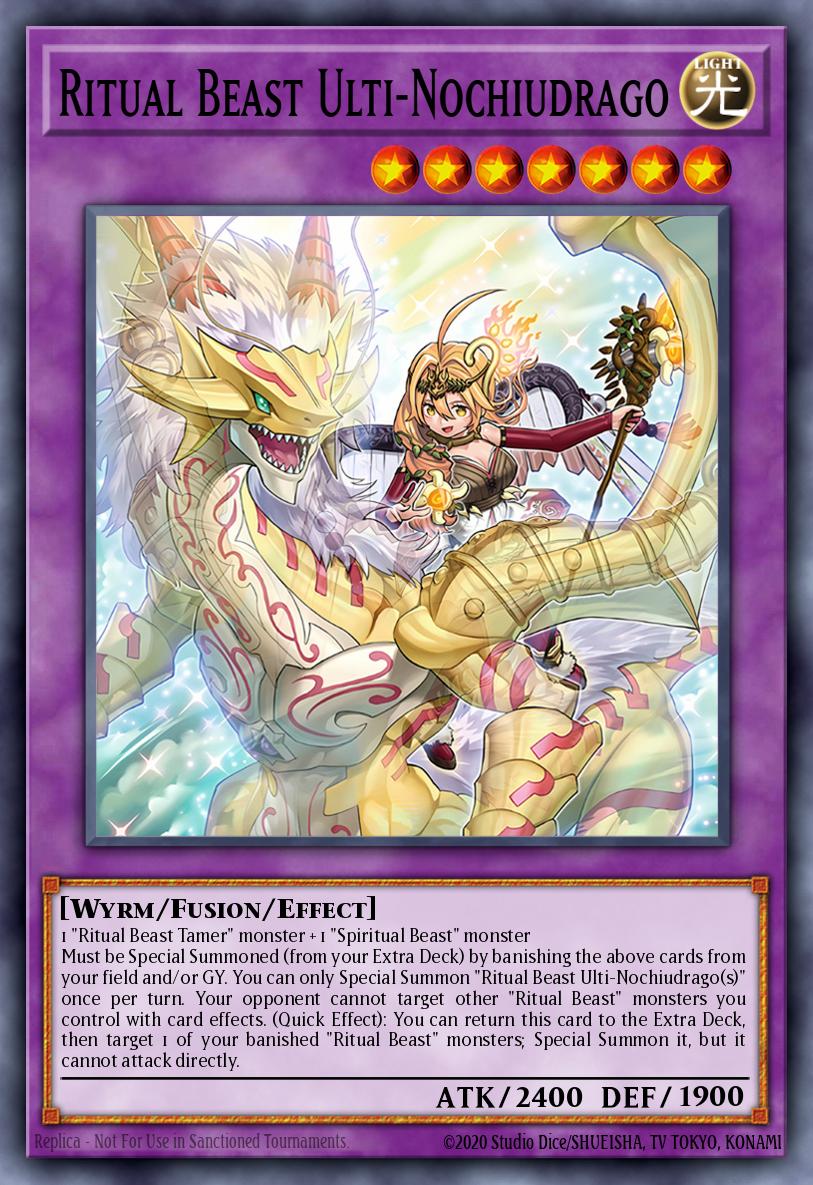 Ritual Beast Ulti-Nochiudrago
LIGHT
光
[Wyrm/Fusion/Effect]
1 "Ritual Beast Tamer" monster + 1 "Spiritual Beast" monster
Must be Special Summoned (from your Extra Deck) by banishing the above cards from
your field and/or GY. You can only Special Summon "Ritual Beast Ulti-Nochiudrago(s)"
once per turn. Your opponent cannot target other "Ritual Beast" monsters you
control with card effects. (Quick Effect): You can return this card to the Extra Deck,
then target 1 of your banished "Ritual Beast" monsters; Special Summon it, but it
cannot attack directly.
ATK/2400 DEF/1900
Replica - Not For Use in Sanctioned Tournaments.
©2020 Studio Dice/SHUEISHA, TV TOKYO, KONAMI